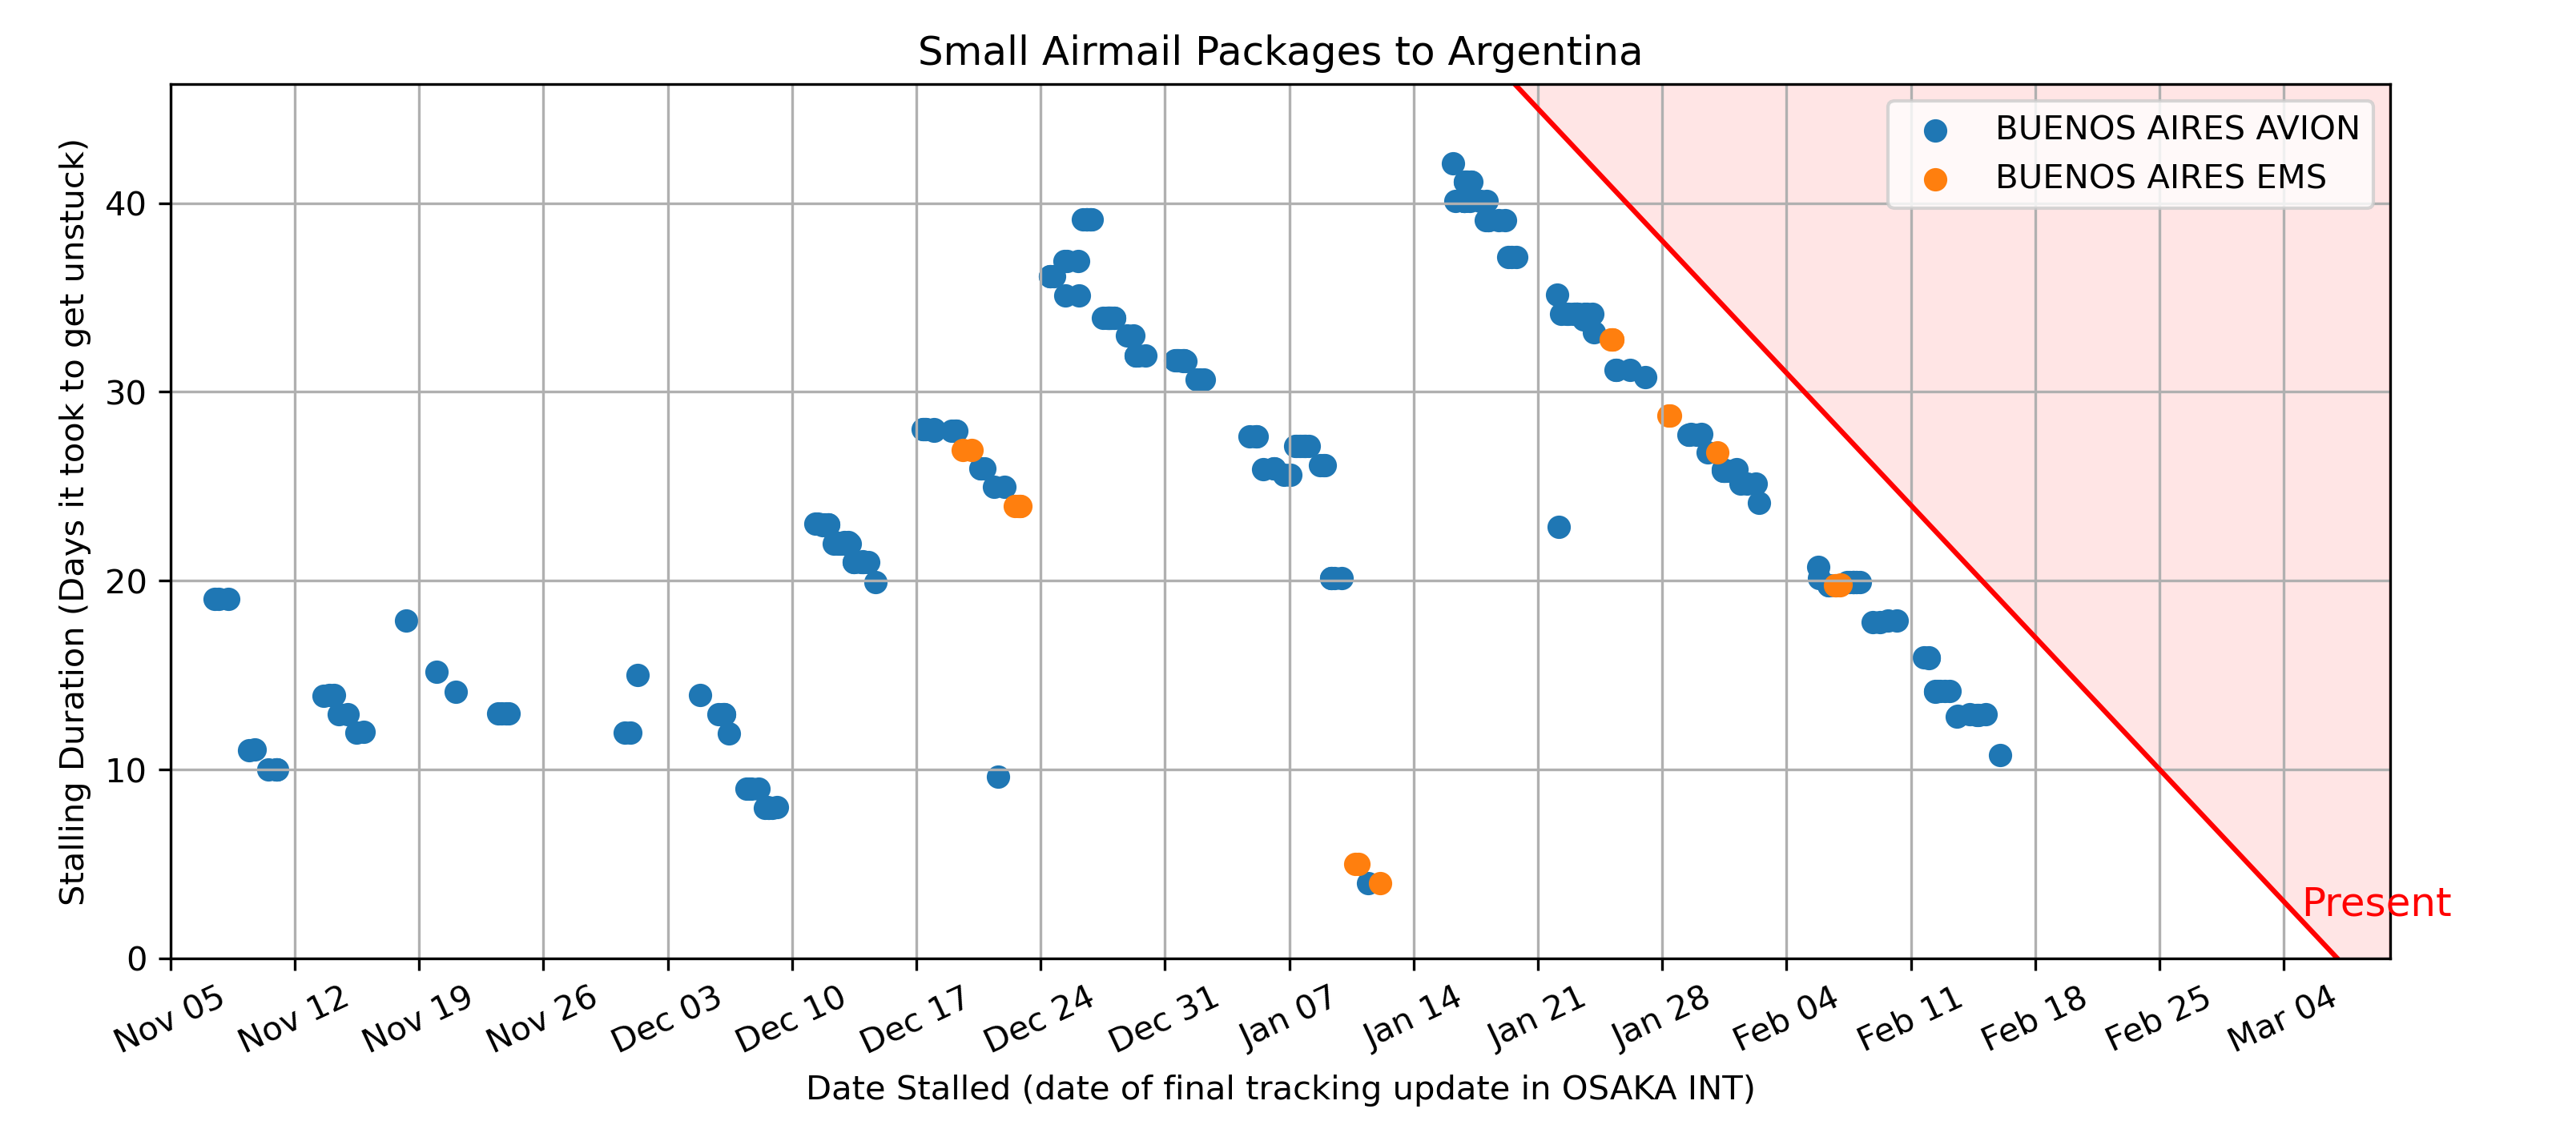 Small Airmail Packages to Argentina
BUENOS AIRES AVION
BUENOS AIRES EMS
Stalling Duration (Days it took to get unstuck)
40
30
20
10
0
Present
Nov 05
Nov 12
Nov 19
Nov 26
Dec 03
Dec 10
Dec 17
Dec 24
Dec 31
Jan 07
Jan 14
Jan 21
Jan 28
Feb 04
Feb 11
Feb 18
Feb 25
Mar 04
Date Stalled (date of final tracking update in OSAKA INT)